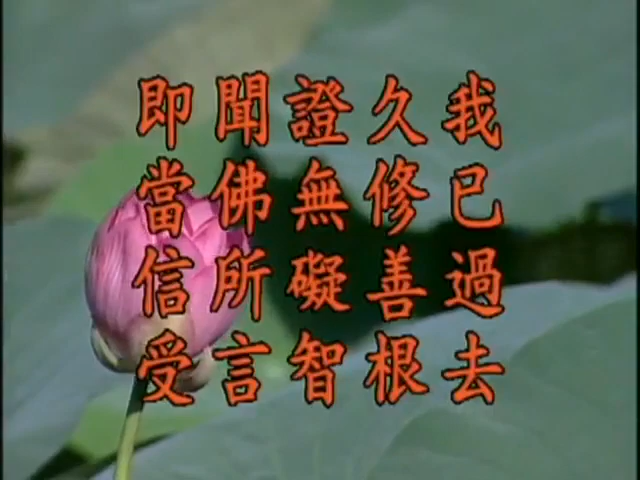 我已過去
久修善根
證無礙智
聞佛所言
即當信受